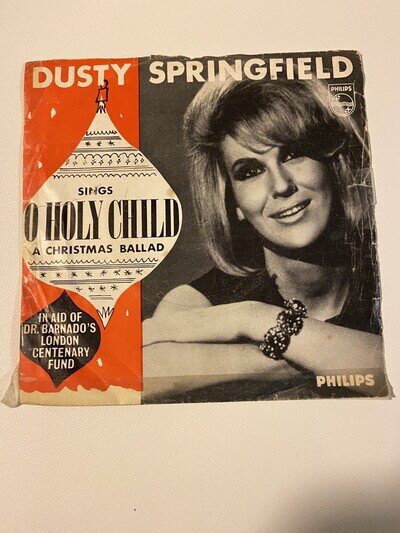 DUSTY SPRINGFIELD
PHILIPS
SINGS
O HOLY CHILD
A CHRISTMAS BALLAD
IN AID OF
DR. BARNADO'S
LONDON
CENTENARY
FUND
PHILIPS